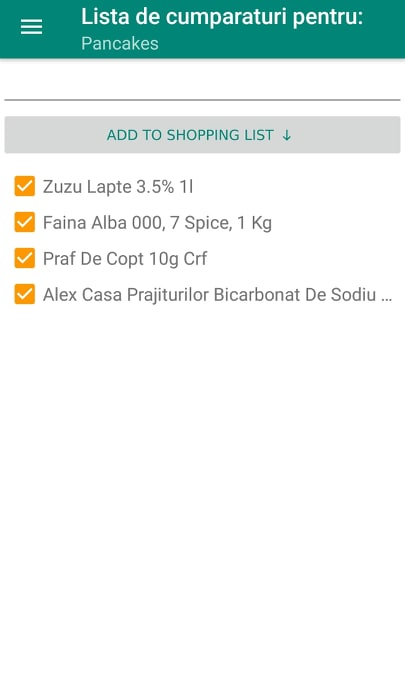 Lista de cumparaturi pentru:
Pancakes
ADD TO SHOPPING LIST ↓
Zuzu Lapte 3.5% 1l
Faina Alba 000, 7 Spice, 1 Kg
Praf De Copt 10g Crf
Alex Casa Prajiturilor Bicarbonat De Sodiu ...